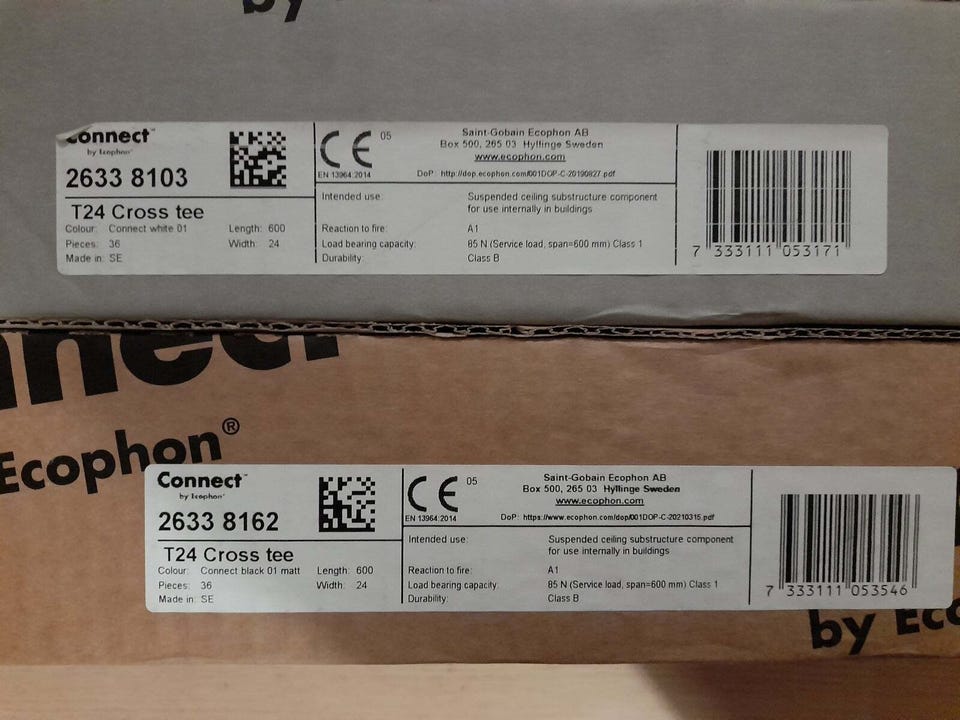 by
Connect™
by Ecophon™
2633 8103
T24 Cross tee
Colour: Connect white 01
Length: 600
Pieces: 36
Width: 24
Made in: SE
CE 05
EN 13964:2014
Saint-Gobain Ecophon AB
Box 500, 265 03 Hyllinge Sweden
www.ecophon.com
DoP: http://dop.ecophon.com/001DOP-C-20190827.pdf
Intended use: Suspended ceiling substructure component
for use internally in buildings
Reaction to fire: A1
Load bearing capacity: 85 N (Service load, span=600 mm) Class 1
Durability: Class B
7 333111 053171
Ecophon®
Connect™
by Ecophon™
2633 8162
T24 Cross tee
Colour: Connect black 01 matt
Length: 600
Pieces: 36
Width: 24
Made in: SE
CE 05
EN 13964:2014
Saint-Gobain Ecophon AB
Box 500, 265 03 Hyllinge Sweden
www.ecophon.com
DoP: https://www.ecophon.com/dop/001DOP-C-20210315.pdf
Intended use: Suspended ceiling substructure component
for use internally in buildings
Reaction to fire: A1
Load bearing capacity: 85 N (Service load, span=600 mm) Class 1
Durability: Class B
7 333111 053546
by Eco